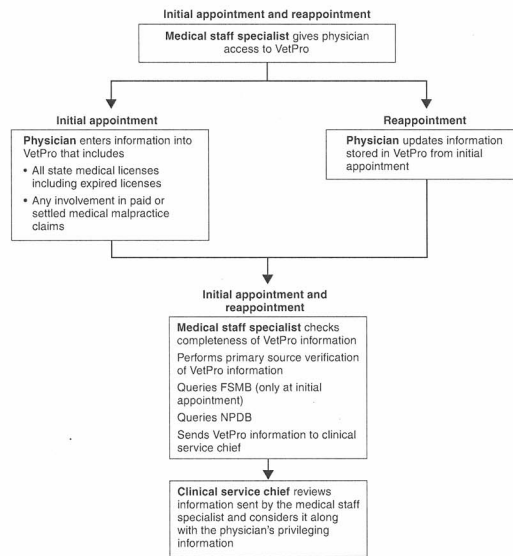 Initial appointment and reappointment
Medical staff specialist gives physician
access to VetPro
Initial appointment
Physician enters information into
VetPro that includes
• All state medical licenses
including expired licenses
• Any involvement in paid or
settled medical malpractice
claims
Reappointment
Physician updates information
stored in VetPro from initial
appointment
Initial appointment and
reappointment
Medical staff specialist checks
completeness of VetPro information
Performs primary source verification
of VetPro information
Queries FSMB (only at initial
appointment)
Queries NPDB
Sends VetPro information to clinical
service chief
Clinical service chief reviews
information sent by the medical staff
specialist and considers it along
with the physician's privileging
information